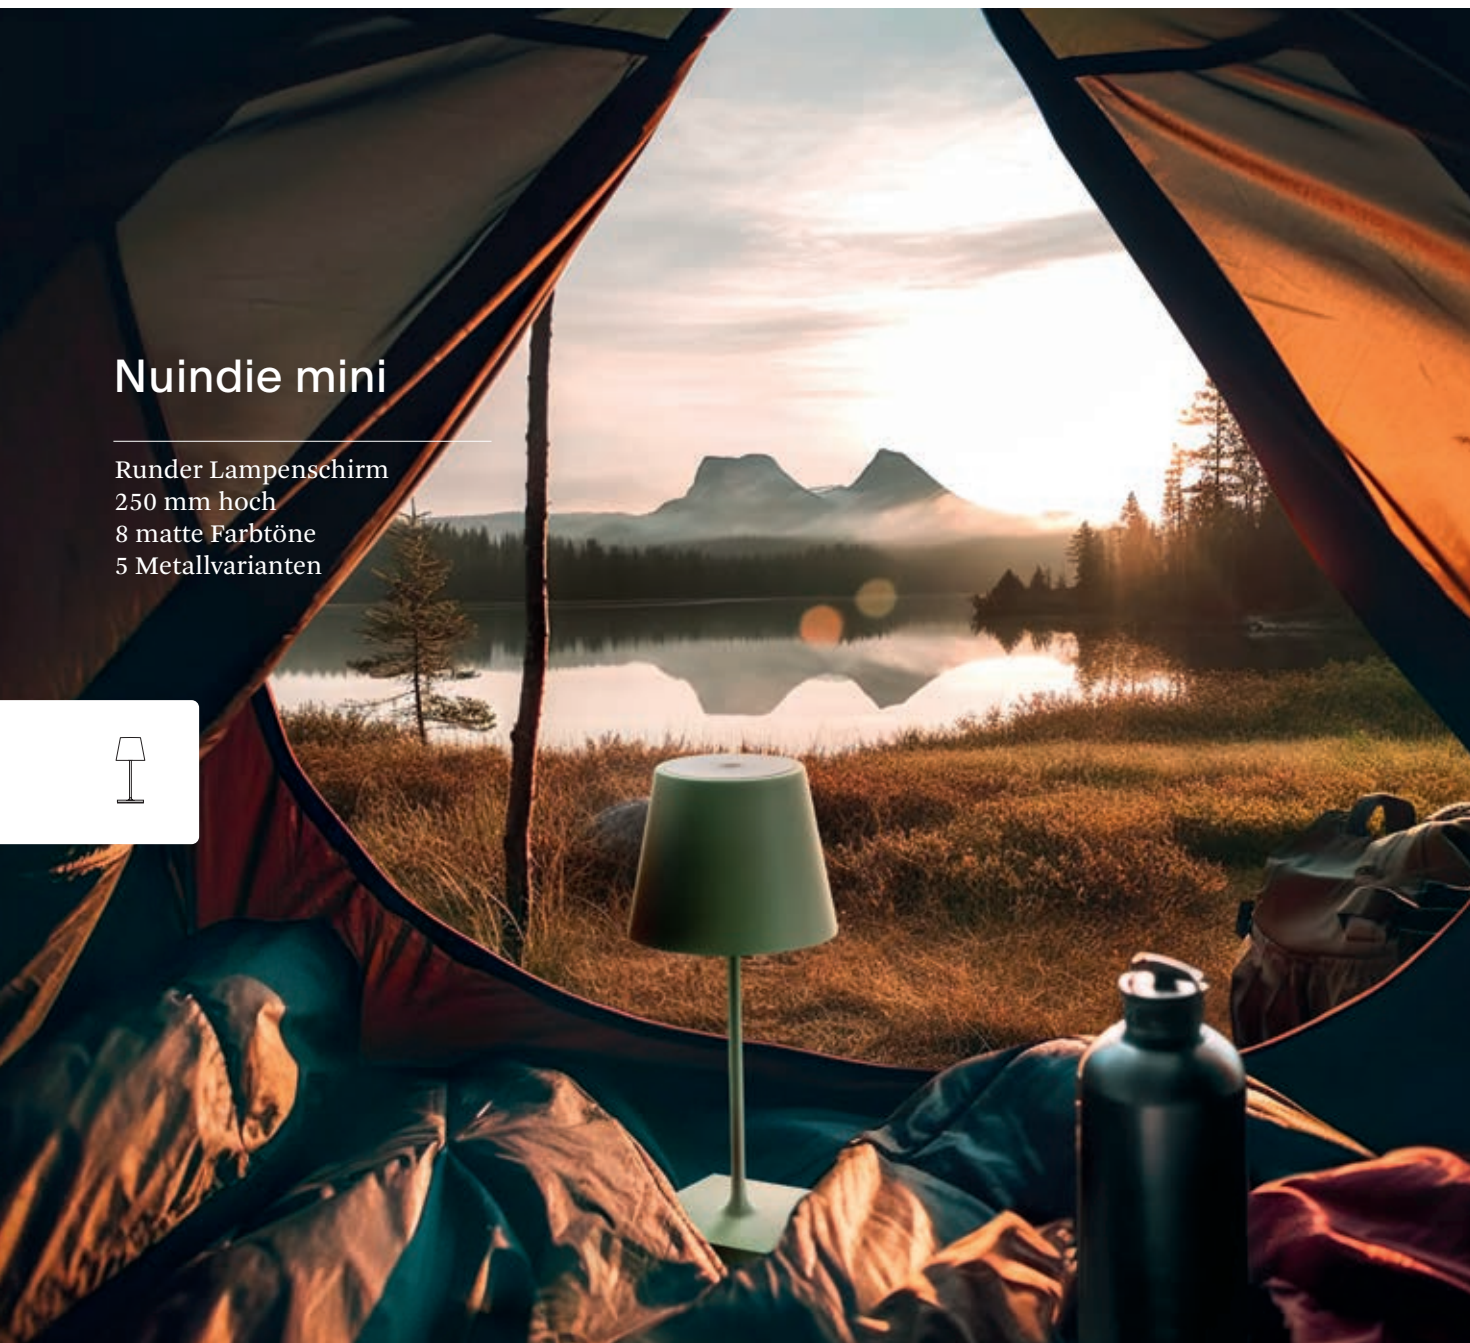 Nuindie mini
Runder Lampenschirm
250 mm hoch
8 matte Farbtöne
5 Metallvarianten